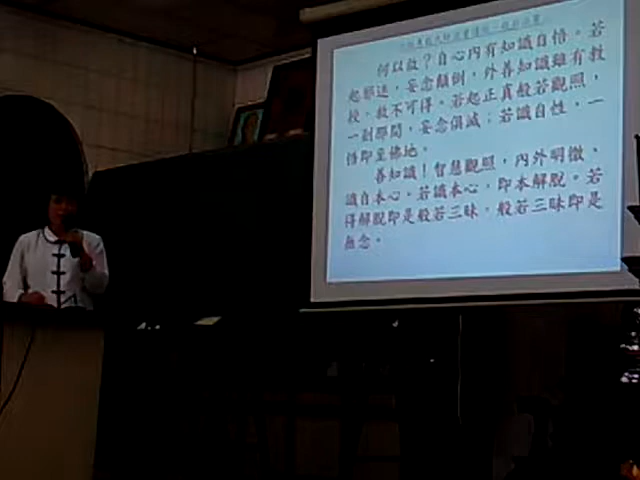 何以故？自心內有知識自悟。若
起邪迷，妄念顛倒，外善知識雖有教
授，救不可得。若起正真般若觀照，
一剎那間，妄念俱滅；若識自性，一
悟即至佛地。
善知識！智慧觀照，內外明徹，
識自本心。若識本心，即本解脫。若
得解脫即是般若三昧，般若三昧即是
無念。